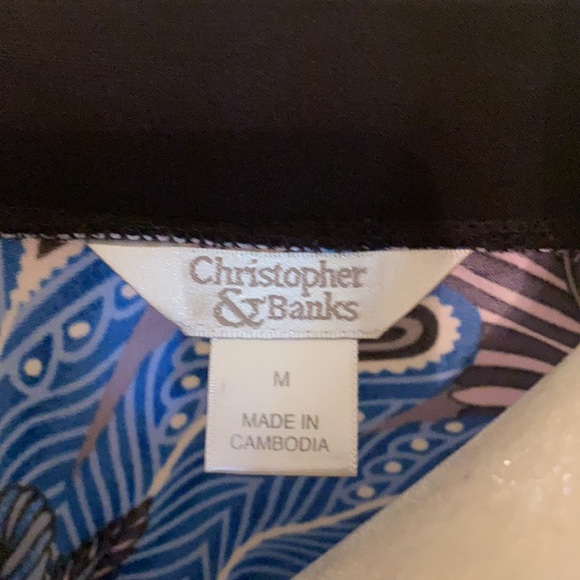 Christopher
& Banks
M
MADE IN
CAMBODIA